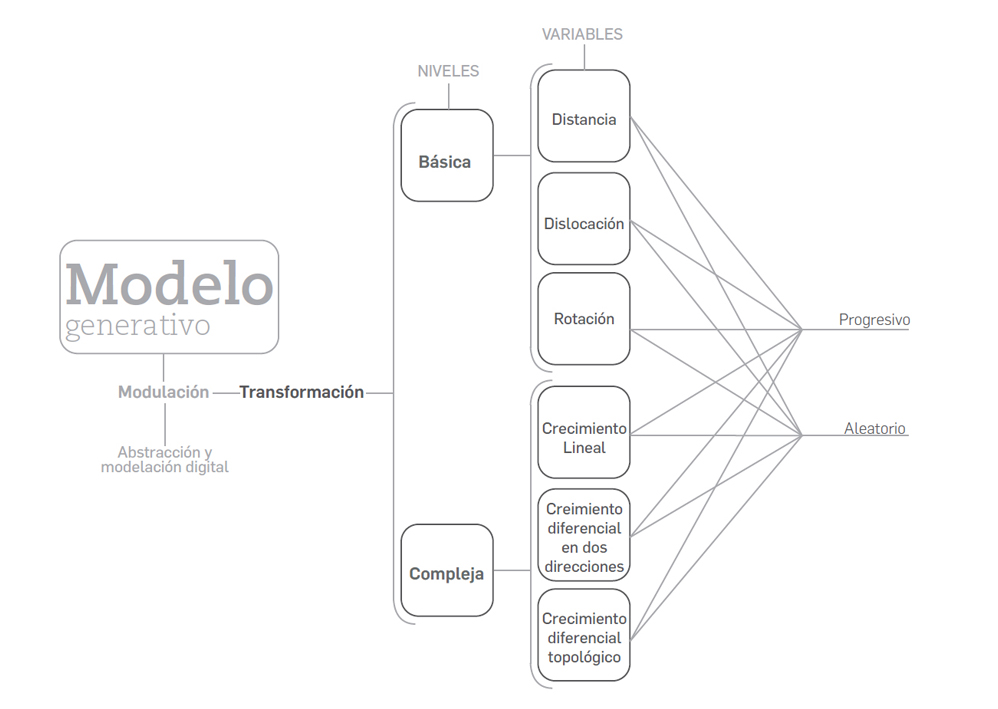 Modelo
generativo
Modulación
Transformación
Abstracción y
modelación digital
NIVELES
Básica
Compleja
VARIABLES
Distancia
Dislocación
Rotación
Crecimiento
Lineal
Creimiento
diferencial
en dos
direcciones
Crecimiento
diferencial
topológico
Progresivo
Aleatorio